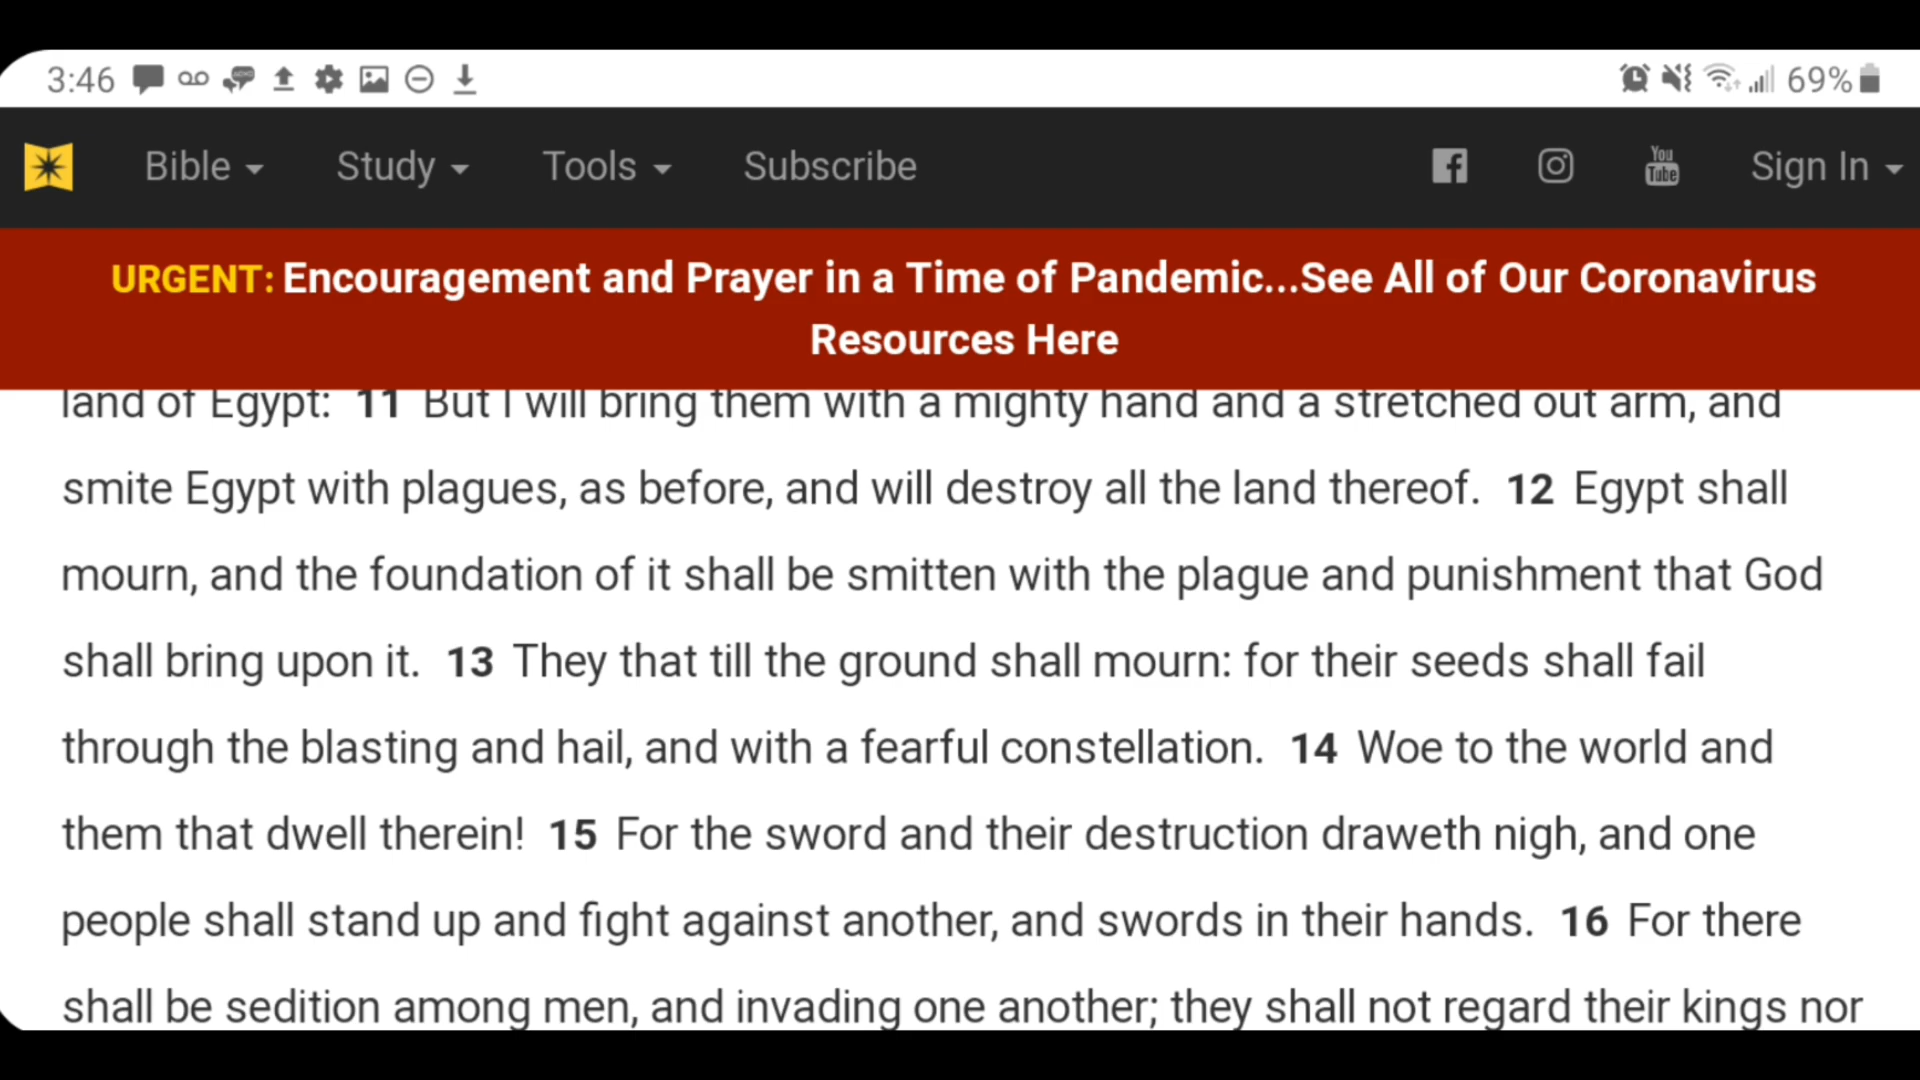 3:46 69%
Bible Study Tools Subscribe You Tube Sign In
URGENT: Encouragement and Prayer in a Time of Pandemic...See All of Our Coronavirus
Resources Here
land of Egypt: 11 But I will bring them with a mighty hand and a stretched out arm, and
smite Egypt with plagues, as before, and will destroy all the land thereof. 12 Egypt shall
mourn, and the foundation of it shall be smitten with the plague and punishment that God
shall bring upon it. 13 They that till the ground shall mourn: for their seeds shall fail
through the blasting and hail, and with a fearful constellation. 14 Woe to the world and
them that dwell therein! 15 For the sword and their destruction draweth nigh, and one
people shall stand up and fight against another, and swords in their hands. 16 For there
shall be sedition among men, and invading one another; they shall not regard their kings nor